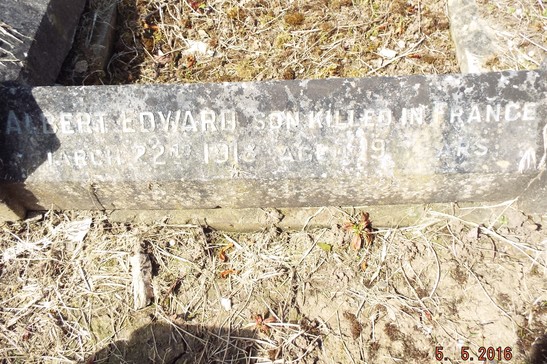 ALBERT EDWARD, SON KILLED IN FRANCE
MARCH 22ND 1918 AGED 19 YEARS
5. 5. 2016